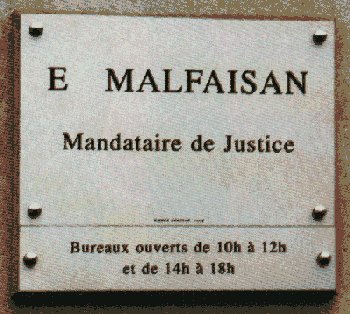 E MALFAISAN
Mandataire de Justice
Bureaux ouverts de 10h à 12h
et de 14h à 18h